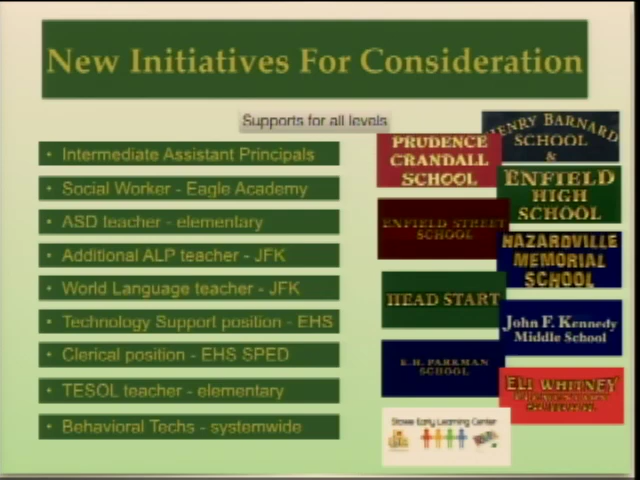 New Initiatives For Consideration
Supports for all levels
• Intermediate Assistant Principals
• Social Worker - Eagle Academy
• ASD teacher - elementary
• Additional ALP teacher - JFK
• World Language teacher - JFK
• Technology Support position - EHS
• Clerical position - EHS SPED
• TESOL teacher - elementary
• Behavioral Techs - systemwide
HENRY BARNARD
SCHOOL
&
PRUDENCE
CRANDALL
SCHOOL
ENFIELD
HIGH
SCHOOL
ENFIELD STREET
SCHOOL
HAZARDVILLE
MEMORIAL
SCHOOL
HEAD START
John F. Kennedy
Middle School
E.H. PARKMAN
SCHOOL
ELI WHITNEY
ELEMENTARY
SCHOOL
Stowe Early Learning Center